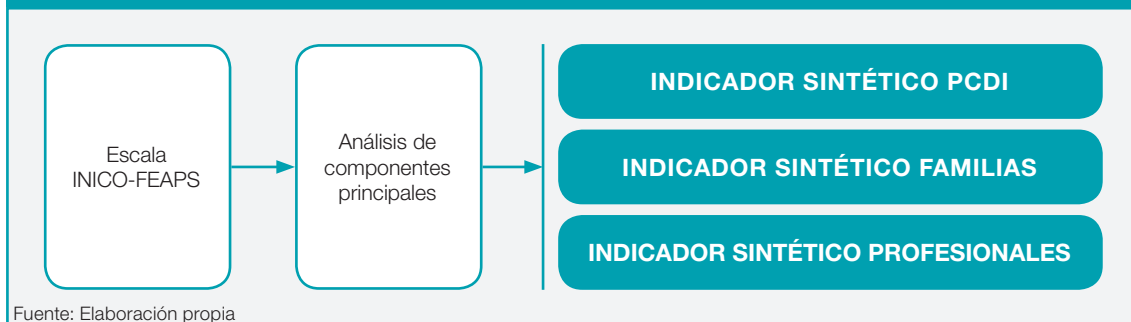 Escala
INICO-FEAPS
Análisis de
componentes
principales
INDICADOR SINTÉTICO PCDI
INDICADOR SINTÉTICO FAMILIAS
INDICADOR SINTÉTICO PROFESIONALES
Fuente: Elaboración propia